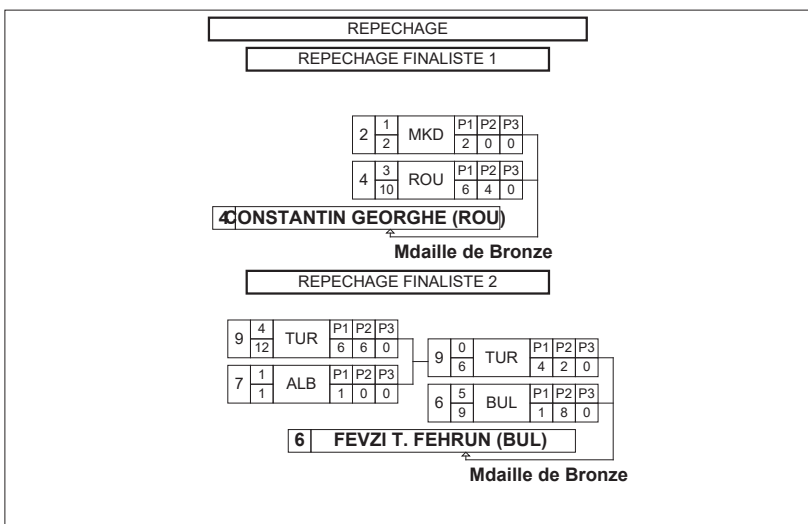 REPECHAGE
REPECHAGE FINALISTE 1
2 1 MKD P1 P2 P3
2 2 0 0
4 3 ROU P1 P2 P3
10 6 4 0
4 CONSTANTIN GEORGHE (ROU)
Mdaille de Bronze
REPECHAGE FINALISTE 2
9 4 TUR P1 P2 P3
12 6 6 0
7 1 ALB P1 P2 P3
1 1 0 0
9 0 TUR P1 P2 P3
6 4 2 0
6 5 BUL P1 P2 P3
9 1 8 0
6 FEVZI T. FEHRUN (BUL)
Mdaille de Bronze